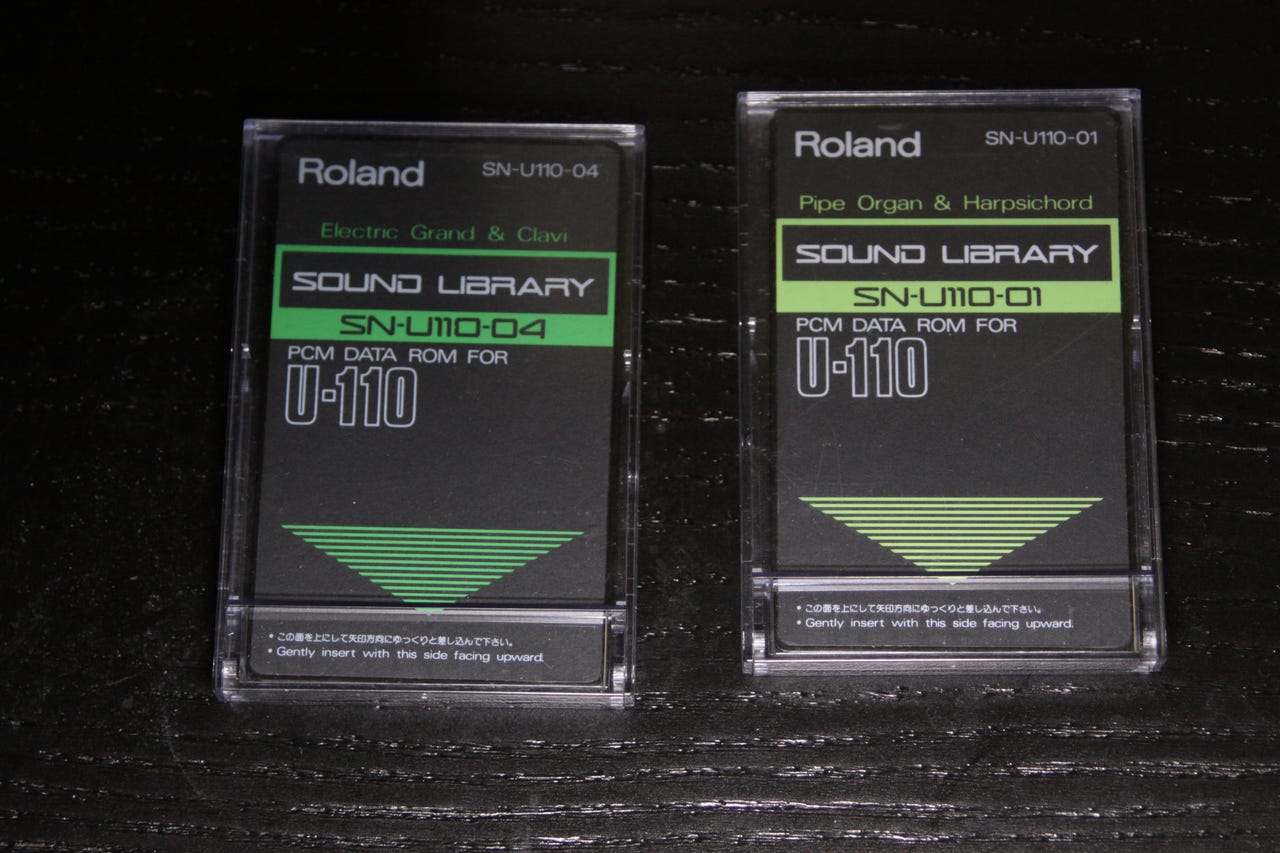 Roland SN-U110-04
Electric Grand & Clavi
SOUND LIBRARY
SN-U110-04
PCM DATA ROM FOR
U-110
• この面を上にして矢印方向にゆっくりと差し込んで下さい。
• Gently insert with this side facing upward.
Roland SN-U110-01
Pipe Organ & Harpsichord
SOUND LIBRARY
SN-U110-01
PCM DATA ROM FOR
U-110
• この面を上にして矢印方向にゆっくりと差し込んで下さい。
• Gently insert with this side facing upward.